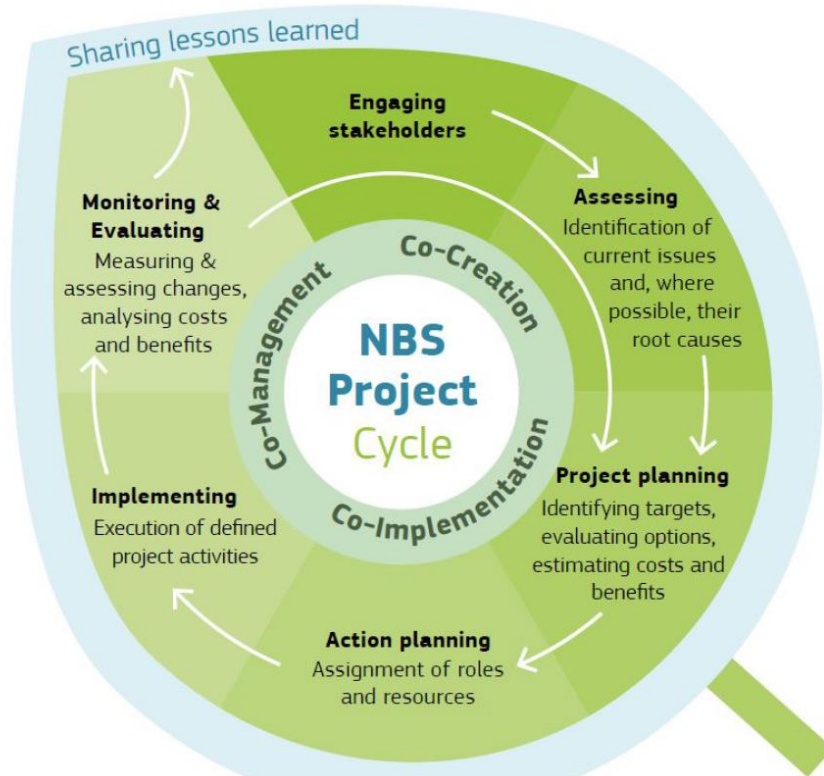 Sharing lessons learned
Engaging
stakeholders
Assessing
Identification of
current issues
and, where
possible, their
root causes
Project planning
Identifying targets,
evaluating options,
estimating costs and
benefits
Action planning
Assignment of roles
and resources
Implementing
Execution of defined
project activities
Monitoring &
Evaluating
Measuring &
assessing changes,
analysing costs
and benefits
Co-Creation
Co-Implementation
Co-Management
NBS
Project
Cycle